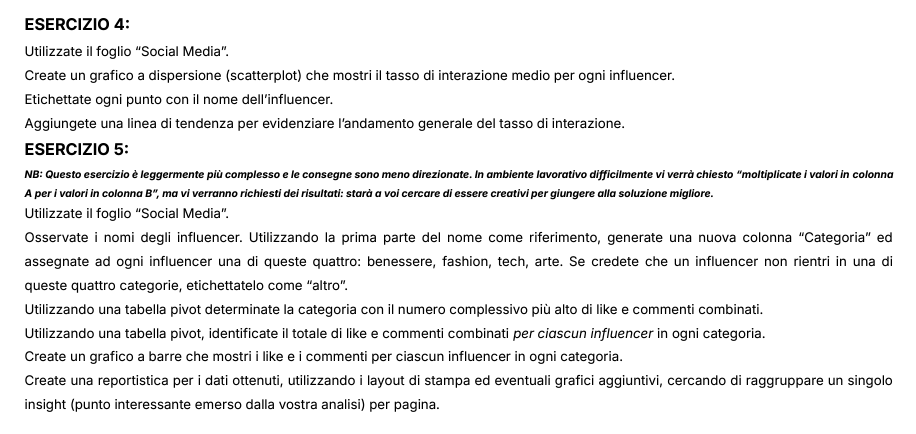 ESERCIZIO 4:
Utilizzate il foglio “Social Media”.
Create un grafico a dispersione (scatterplot) che mostri il tasso di interazione medio per ogni influencer.
Etichettate ogni punto con il nome dell’influencer.
Aggiungete una linea di tendenza per evidenziare l’andamento generale del tasso di interazione.
ESERCIZIO 5:
NB: Questo esercizio è leggermente più complesso e le consegne sono meno direzionate. In ambiente lavorativo difficilmente vi verrà chiesto “moltiplicate i valori in colonna
A per i valori in colonna B”, ma vi verranno richiesti dei risultati: starà a voi cercare di essere creativi per giungere alla soluzione migliore.
Utilizzate il foglio “Social Media”.
Osservate i nomi degli influencer. Utilizzando la prima parte del nome come riferimento, generate una nuova colonna “Categoria” ed
assegnate ad ogni influencer una di queste quattro: benessere, fashion, tech, arte. Se credete che un influencer non rientri in una di
queste quattro categorie, etichettatelo come “altro”.
Utilizzando una tabella pivot determinate la categoria con il numero complessivo più alto di like e commenti combinati.
Utilizzando una tabella pivot, identificate il totale di like e commenti combinati per ciascun influencer in ogni categoria.
Create un grafico a barre che mostri i like e i commenti per ciascun influencer in ogni categoria.
Create una reportistica per i dati ottenuti, utilizzando i layout di stampa ed eventuali grafici aggiuntivi, cercando di raggruppare un singolo
insight (punto interessante emerso dalla vostra analisi) per pagina.